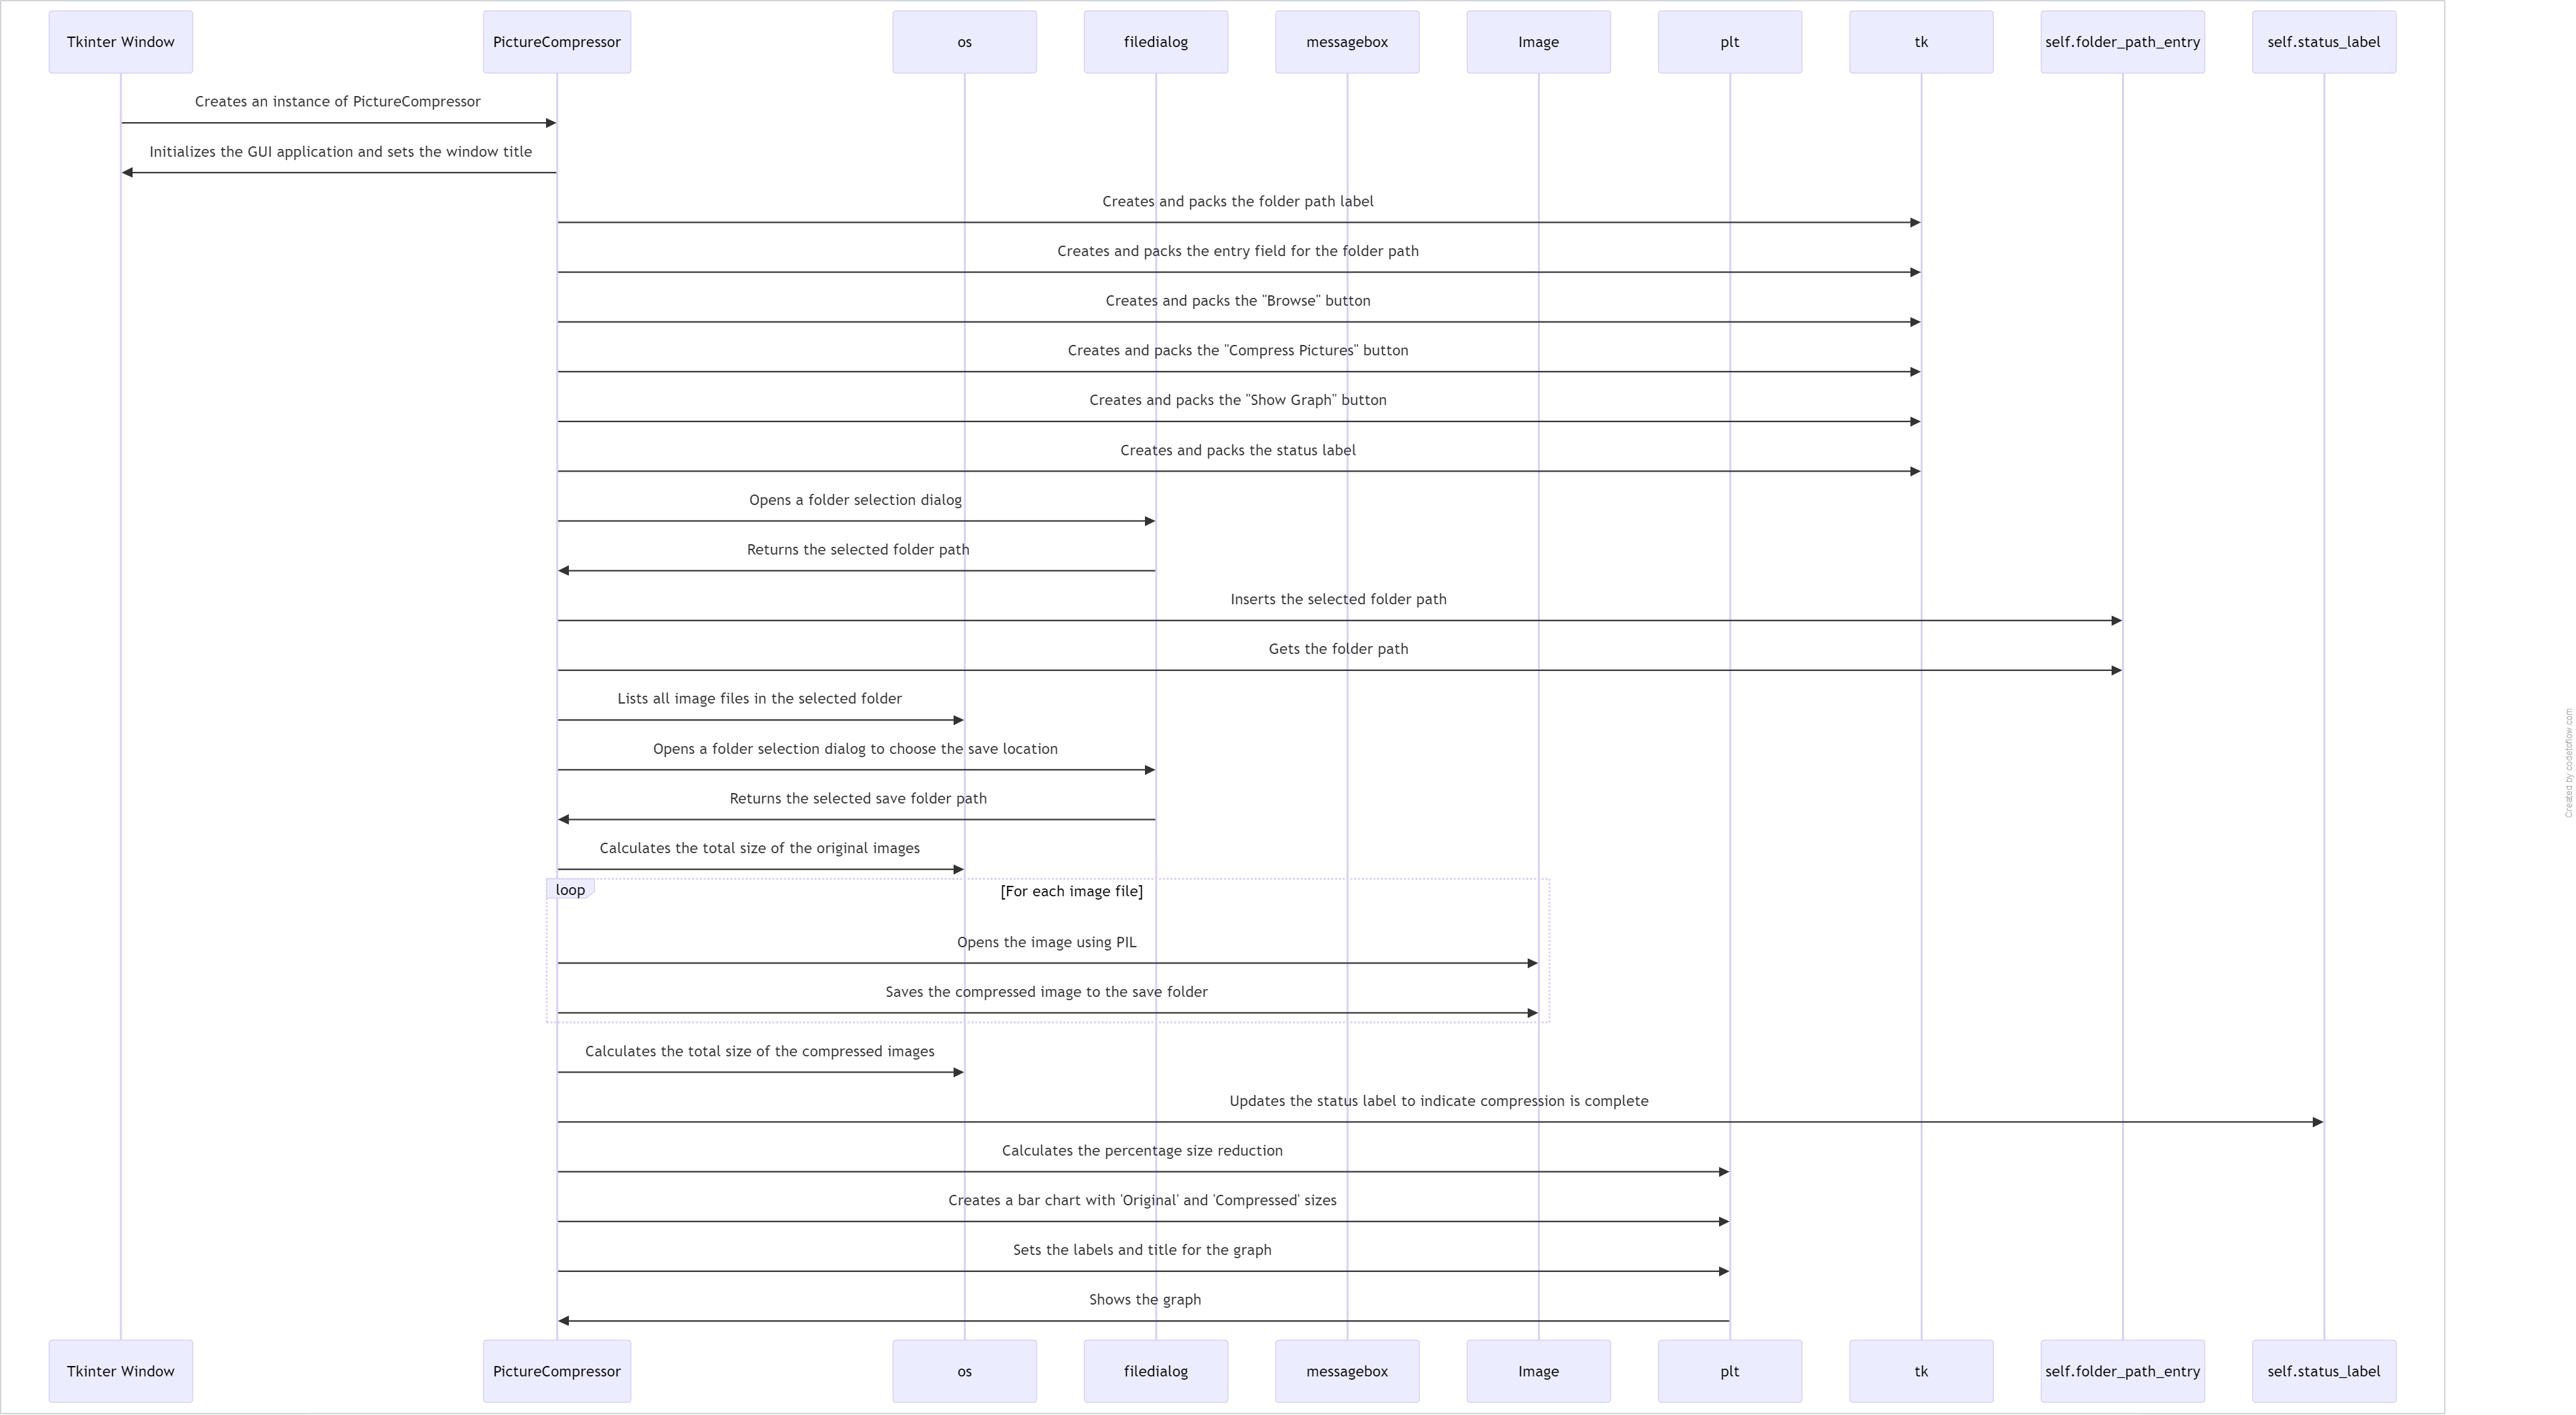 Tkinter Window
PictureCompressor
os
filedialog
messagebox
Image
plt
tk
self.folder_path_entry
self.status_label
Creates an instance of PictureCompressor
Initializes the GUI application and sets the window title
Creates and packs the folder path label
Creates and packs the entry field for the folder path
Creates and packs the "Browse" button
Creates and packs the "Compress Pictures" button
Creates and packs the "Show Graph" button
Creates and packs the status label
Opens a folder selection dialog
Returns the selected folder path
Inserts the selected folder path
Gets the folder path
Lists all image files in the selected folder
Opens a folder selection dialog to choose the save location
Returns the selected save folder path
Calculates the total size of the original images
loop
[For each image file]
Opens the image using PIL
Saves the compressed image to the save folder
Calculates the total size of the compressed images
Updates the status label to indicate compression is complete
Calculates the percentage size reduction
Creates a bar chart with 'Original' and 'Compressed' sizes
Sets the labels and title for the graph
Shows the graph
Tkinter Window
PictureCompressor
os
filedialog
messagebox
Image
plt
tk
self.folder_path_entry
self.status_label
Created by codetoflow.com